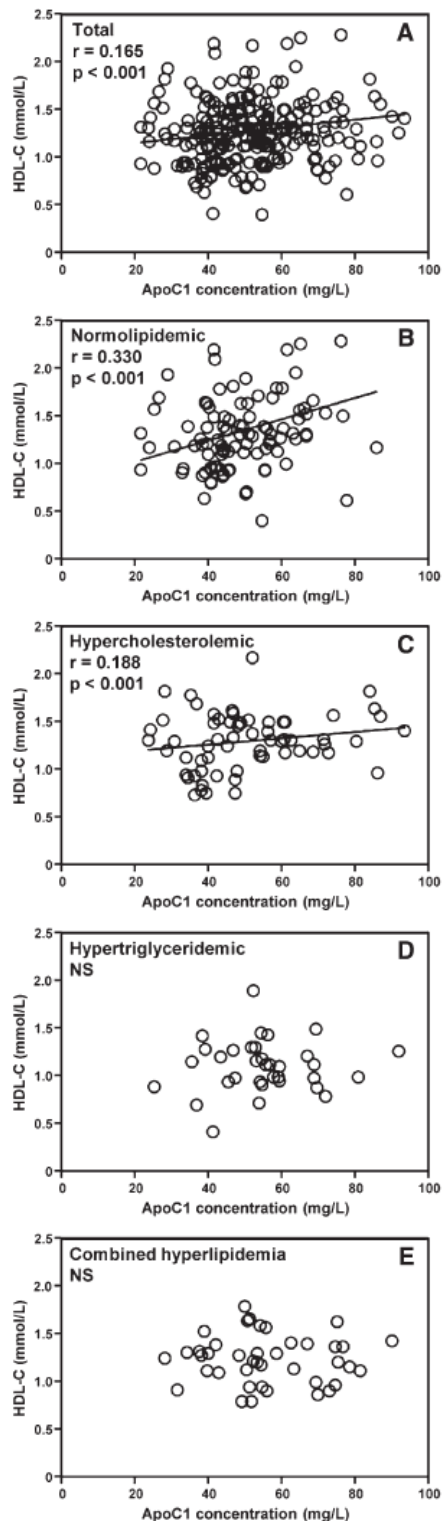 Total
A
r = 0.165
p < 0.001
2.5
2.0
1.5
1.0
0.5
0
HDL-C (mmol/L)
0 20 40 60 80 100
ApoC1 concentration (mg/L)
Normolipidemic
B
r = 0.330
p < 0.001
2.5
2.0
1.5
1.0
0.5
0
HDL-C (mmol/L)
0 20 40 60 80 100
ApoC1 concentration (mg/L)
Hypercholesterolemic
C
r = 0.188
p < 0.001
2.5
2.0
1.5
1.0
0.5
0
HDL-C (mmol/L)
0 20 40 60 80 100
ApoC1 concentration (mg/L)
Hypertriglyceridemic
D
NS
2.5
2.0
1.5
1.0
0.5
0
HDL-C (mmol/L)
0 20 40 60 80 100
ApoC1 concentration (mg/L)
Combined hyperlipidemia
E
NS
2.5
2.0
1.5
1.0
0.5
0
HDL-C (mmol/L)
0 20 40 60 80 100
ApoC1 concentration (mg/L)